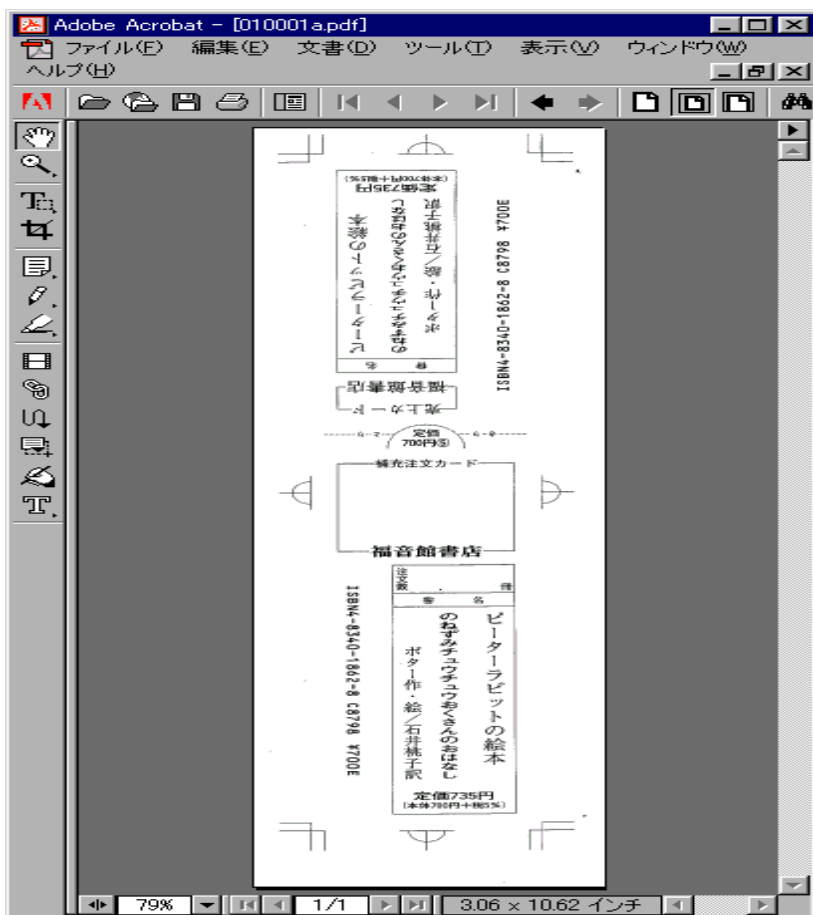 Adobe Acrobat - [010001a.pdf]
ファイル(F) 編集(E) 文書(D) ツール(T) 表示(V) ウィンドウ(W)
ヘルプ(H)
ピーターラビットの絵本
のねずみチュウチュウおくさんのおはなし
ポター作・絵/石井桃子訳
定価735円
(本体700円+税5%)
書名
ISBN4-8340-1862-8 C8798 ¥700E
福音館書店
売上カード
定価
700円⑤
補充注文カード
福音館書店
注文数 冊
書名
ピーターラビットの絵本
のねずみチュウチュウおくさんのおはなし
ポター作・絵/石井桃子訳
ISBN4-8340-1862-8 C8798 ¥700E
定価735円
(本体700円+税5%)
79% 1/1 3.06 × 10.62 インチ